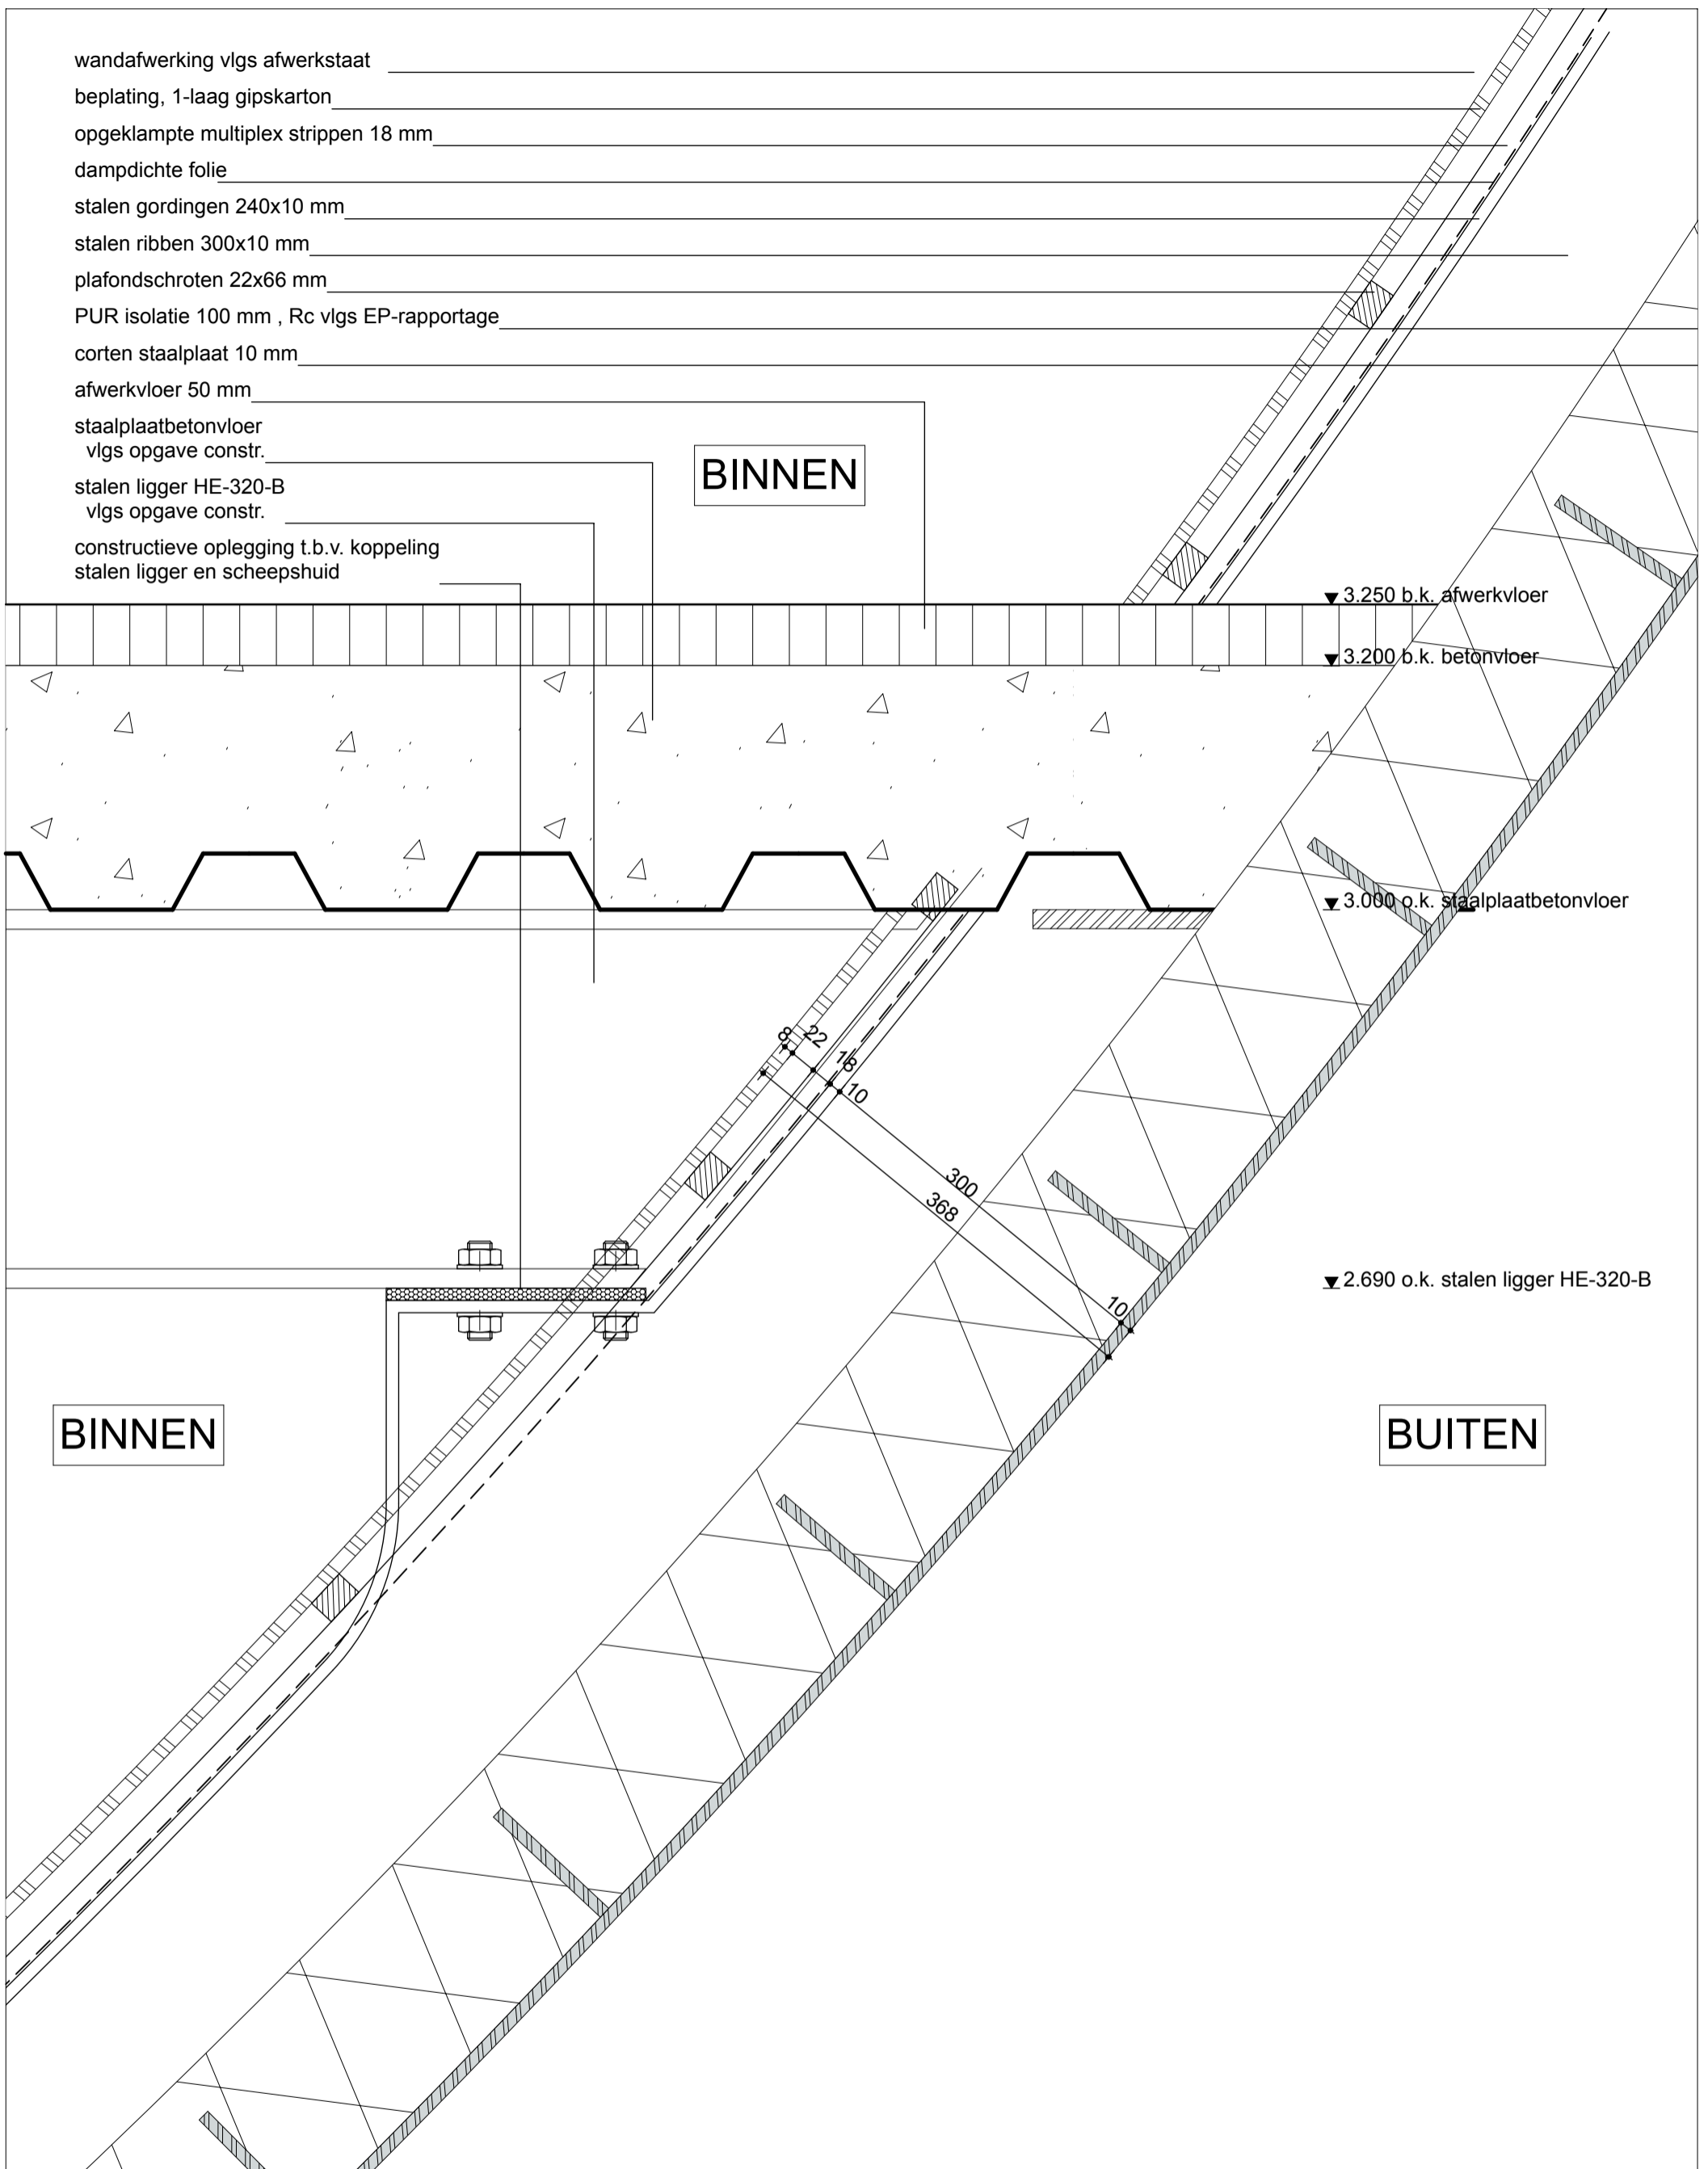 wandafwerking vlgs afwerkstaat
beplating, 1-laag gipskarton
opgeklampte multiplex strippen 18 mm
dampdichte folie
stalen gordingen 240x10 mm
stalen ribben 300x10 mm
plafondschroten 22x66 mm
PUR isolatie 100 mm , Rc vlgs EP-rapportage
corten staalplaat 10 mm
afwerkvloer 50 mm
staalplaatbetonvloer
vlgs opgave constr.
stalen ligger HE-320-B
vlgs opgave constr.
constructieve oplegging t.b.v. koppeling
stalen ligger en scheepshuid
BINNEN
3.250 b.k. afwerkvloer
3.200 b.k. betonvloer
3.000 o.k. staalplaatbetonvloer
8
22
18
10
300
368
10
2.690 o.k. stalen ligger HE-320-B
BINNEN
BUITEN